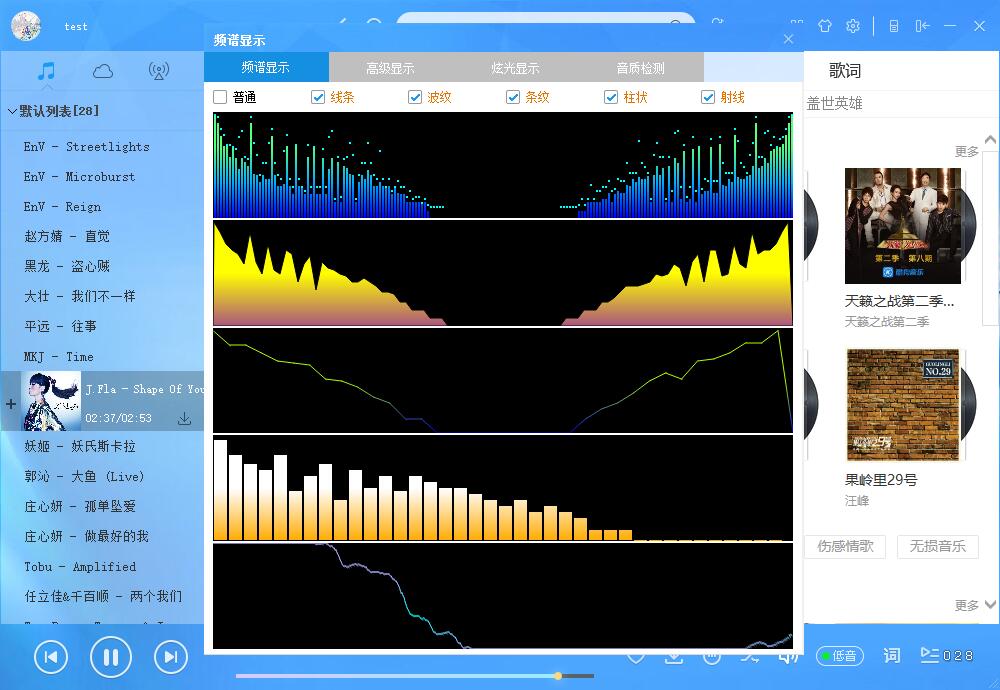 test
默认列表[28]
EnV - Streetlights
EnV - Microburst
EnV - Reign
赵方婧 - 直觉
黑龙 - 盗心贼
大壮 - 我们不一样
平远 - 往事
MKJ - Time
J.Fla - Shape Of You
02:37/02:53
妖姬 - 妖氏斯卡拉
郭沁 - 大鱼 (Live)
庄心妍 - 孤单坠爱
庄心妍 - 做最好的我
Tobu - Amplified
任立佳&千百顺 - 两个我们
频谱显示
频谱显示 高级显示 炫光显示 音质检测
普通 线条 波纹 条纹 柱状 射线
歌词
盖世英雄
更多
第二季 第八期
酷狗音乐
天籁之战第二季...
天籁之战第二季
GUOLINGLI
NO.29
果岭里29号
汪峰
伤感情歌 无损音乐
更多
低音 词 028